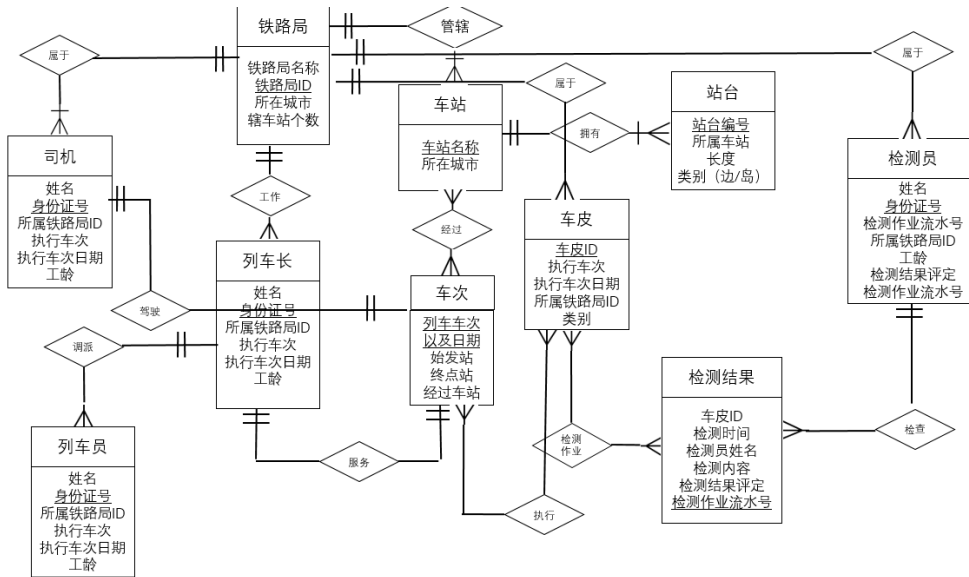 铁路局
铁路局名称
铁路局ID
所在城市
辖车站个数
管辖
属于
属于
属于
车站
车站名称
所在城市
拥有
站台
站台编号
所属车站
长度
类别（边/岛）
司机
姓名
身份证号
所属铁路局ID
执行车次
执行车次日期
工龄
工作
经过
检测员
姓名
身份证号
检测作业流水号
所属铁路局ID
工龄
检测结果评定
检测作业流水号
车皮
车皮ID
执行车次
执行车次日期
所属铁路局ID
类别
列车长
姓名
身份证号
所属铁路局ID
执行车次
执行车次日期
工龄
车次
列车车次
以及日期
始发站
终点站
经过车站
驾驶
调派
检测结果
车皮ID
检测时间
检测员姓名
检测内容
检测结果评定
检测作业流水号
列车员
姓名
身份证号
所属铁路局ID
执行车次
执行车次日期
工龄
服务
检测
作业
检查
执行